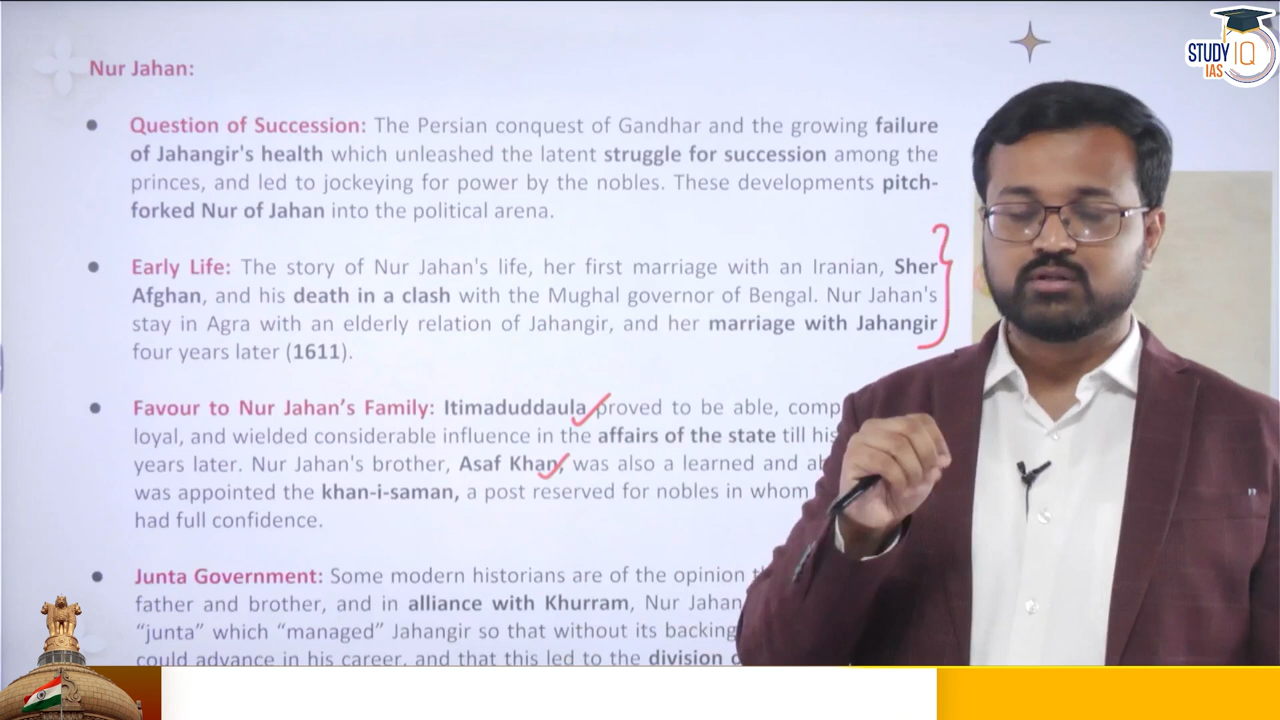 STUDY IQ
IAS
Nur Jahan:
Question of Succession: The Persian conquest of Gandhar and the growing failure
of Jahangir's health which unleashed the latent struggle for succession among the
princes, and led to jockeying for power by the nobles. These developments pitch-
forked Nur of Jahan into the political arena.
Early Life: The story of Nur Jahan's life, her first marriage with an Iranian, Sher
Afghan, and his death in a clash with the Mughal governor of Bengal. Nur Jahan's
stay in Agra with an elderly relation of Jahangir, and her marriage with Jahangir
four years later (1611).
Favour to Nur Jahan’s Family: Itimaduddaula proved to be able, comp
loyal, and wielded considerable influence in the affairs of the state till his
years later. Nur Jahan's brother, Asaf Khan, was also a learned and ab
was appointed the khan-i-saman, a post reserved for nobles in whom
had full confidence.
Junta Government: Some modern historians are of the opinion
father and brother, and in alliance with Khurram, Nur Jahan
“junta” which “managed” Jahangir so that without its backing
could advance in his career, and that this led to the division